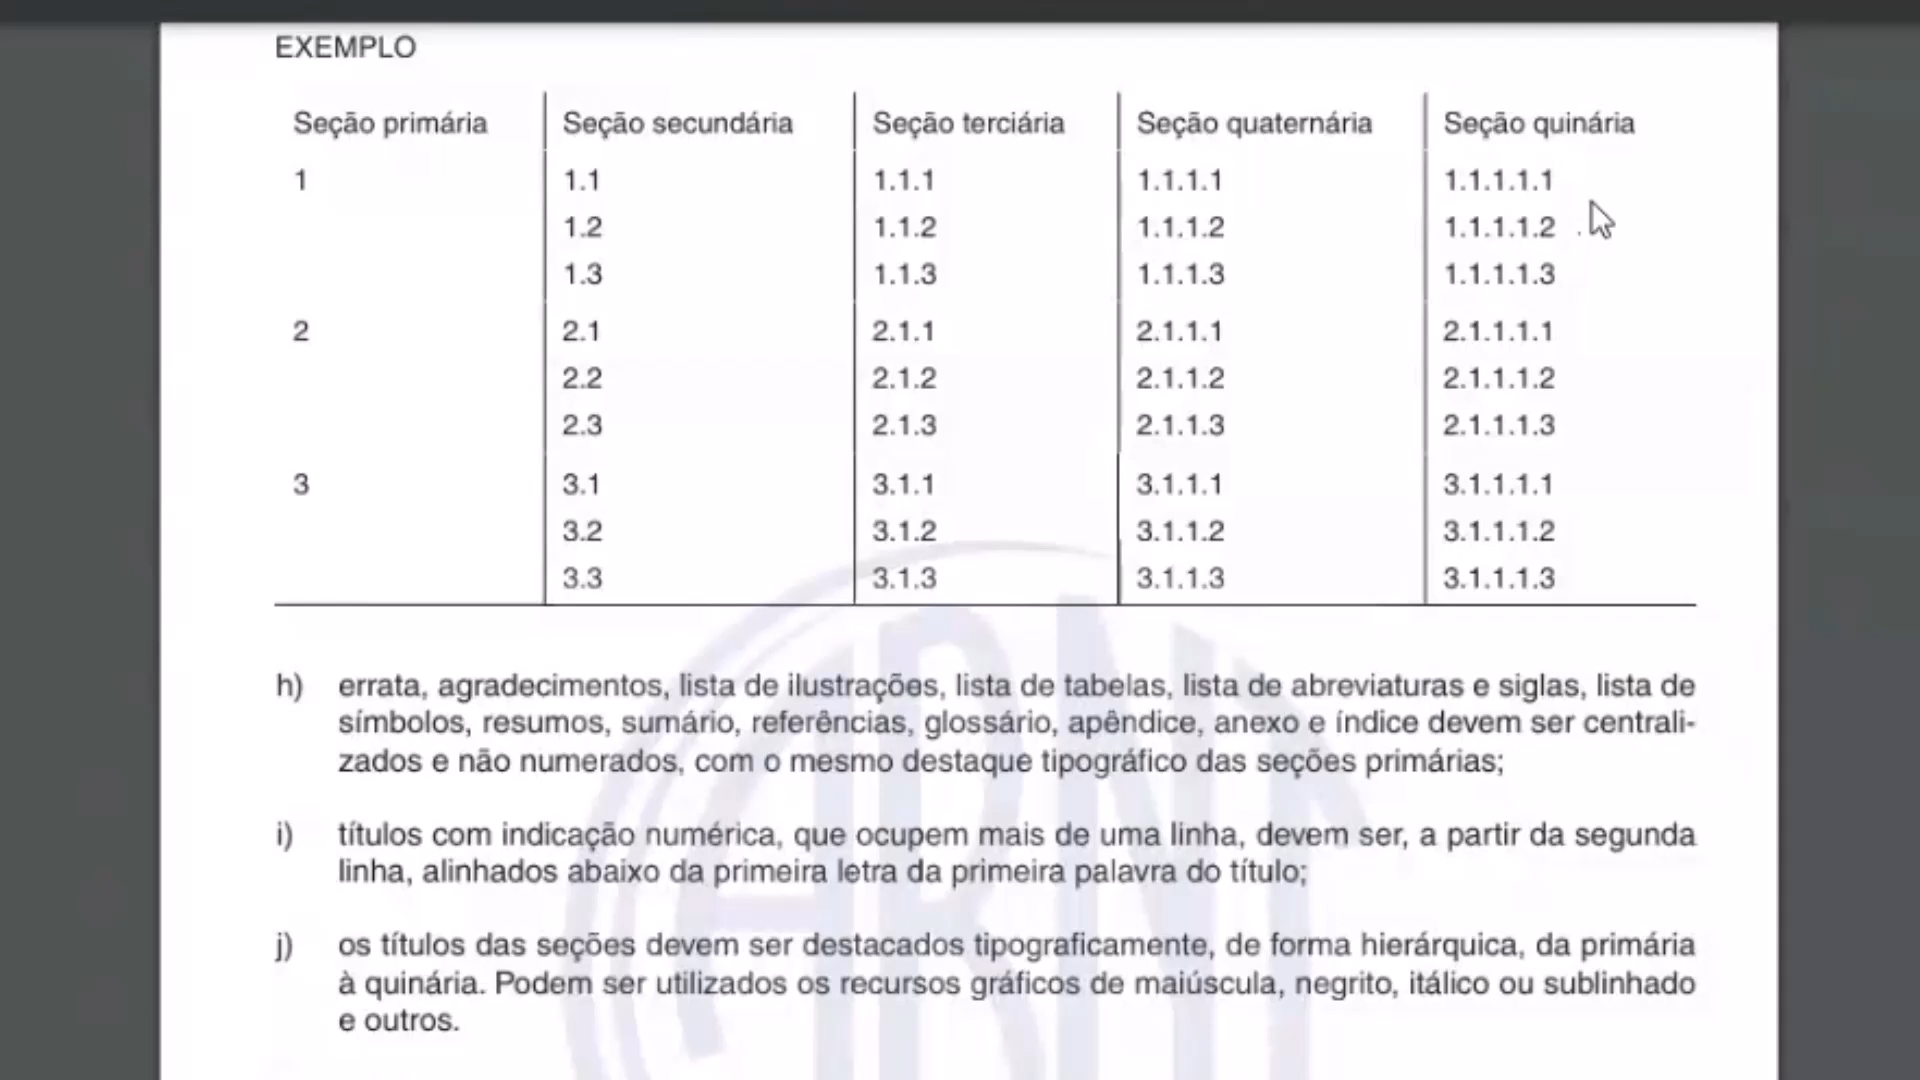 EXEMPLO
Seção primária Seção secundária Seção terciária Seção quaternária Seção quinária
1 1.1 1.1.1 1.1.1.1 1.1.1.1.1
1.2 1.1.2 1.1.1.2 1.1.1.1.2
1.3 1.1.3 1.1.1.3 1.1.1.1.3
2 2.1 2.1.1 2.1.1.1 2.1.1.1.1
2.2 2.1.2 2.1.1.2 2.1.1.1.2
2.3 2.1.3 2.1.1.3 2.1.1.1.3
3 3.1 3.1.1 3.1.1.1 3.1.1.1.1
3.2 3.1.2 3.1.1.2 3.1.1.1.2
3.3 3.1.3 3.1.1.3 3.1.1.1.3
h) errata, agradecimentos, lista de ilustrações, lista de tabelas, lista de abreviaturas e siglas, lista de
símbolos, resumos, sumário, referências, glossário, apêndice, anexo e índice devem ser centrali-
zados e não numerados, com o mesmo destaque tipográfico das seções primárias;
i) títulos com indicação numérica, que ocupem mais de uma linha, devem ser, a partir da segunda
linha, alinhados abaixo da primeira letra da primeira palavra do título;
j) os títulos das seções devem ser destacados tipograficamente, de forma hierárquica, da primária
à quinária. Podem ser utilizados os recursos gráficos de maiúscula, negrito, itálico ou sublinhado
e outros.
ABNT